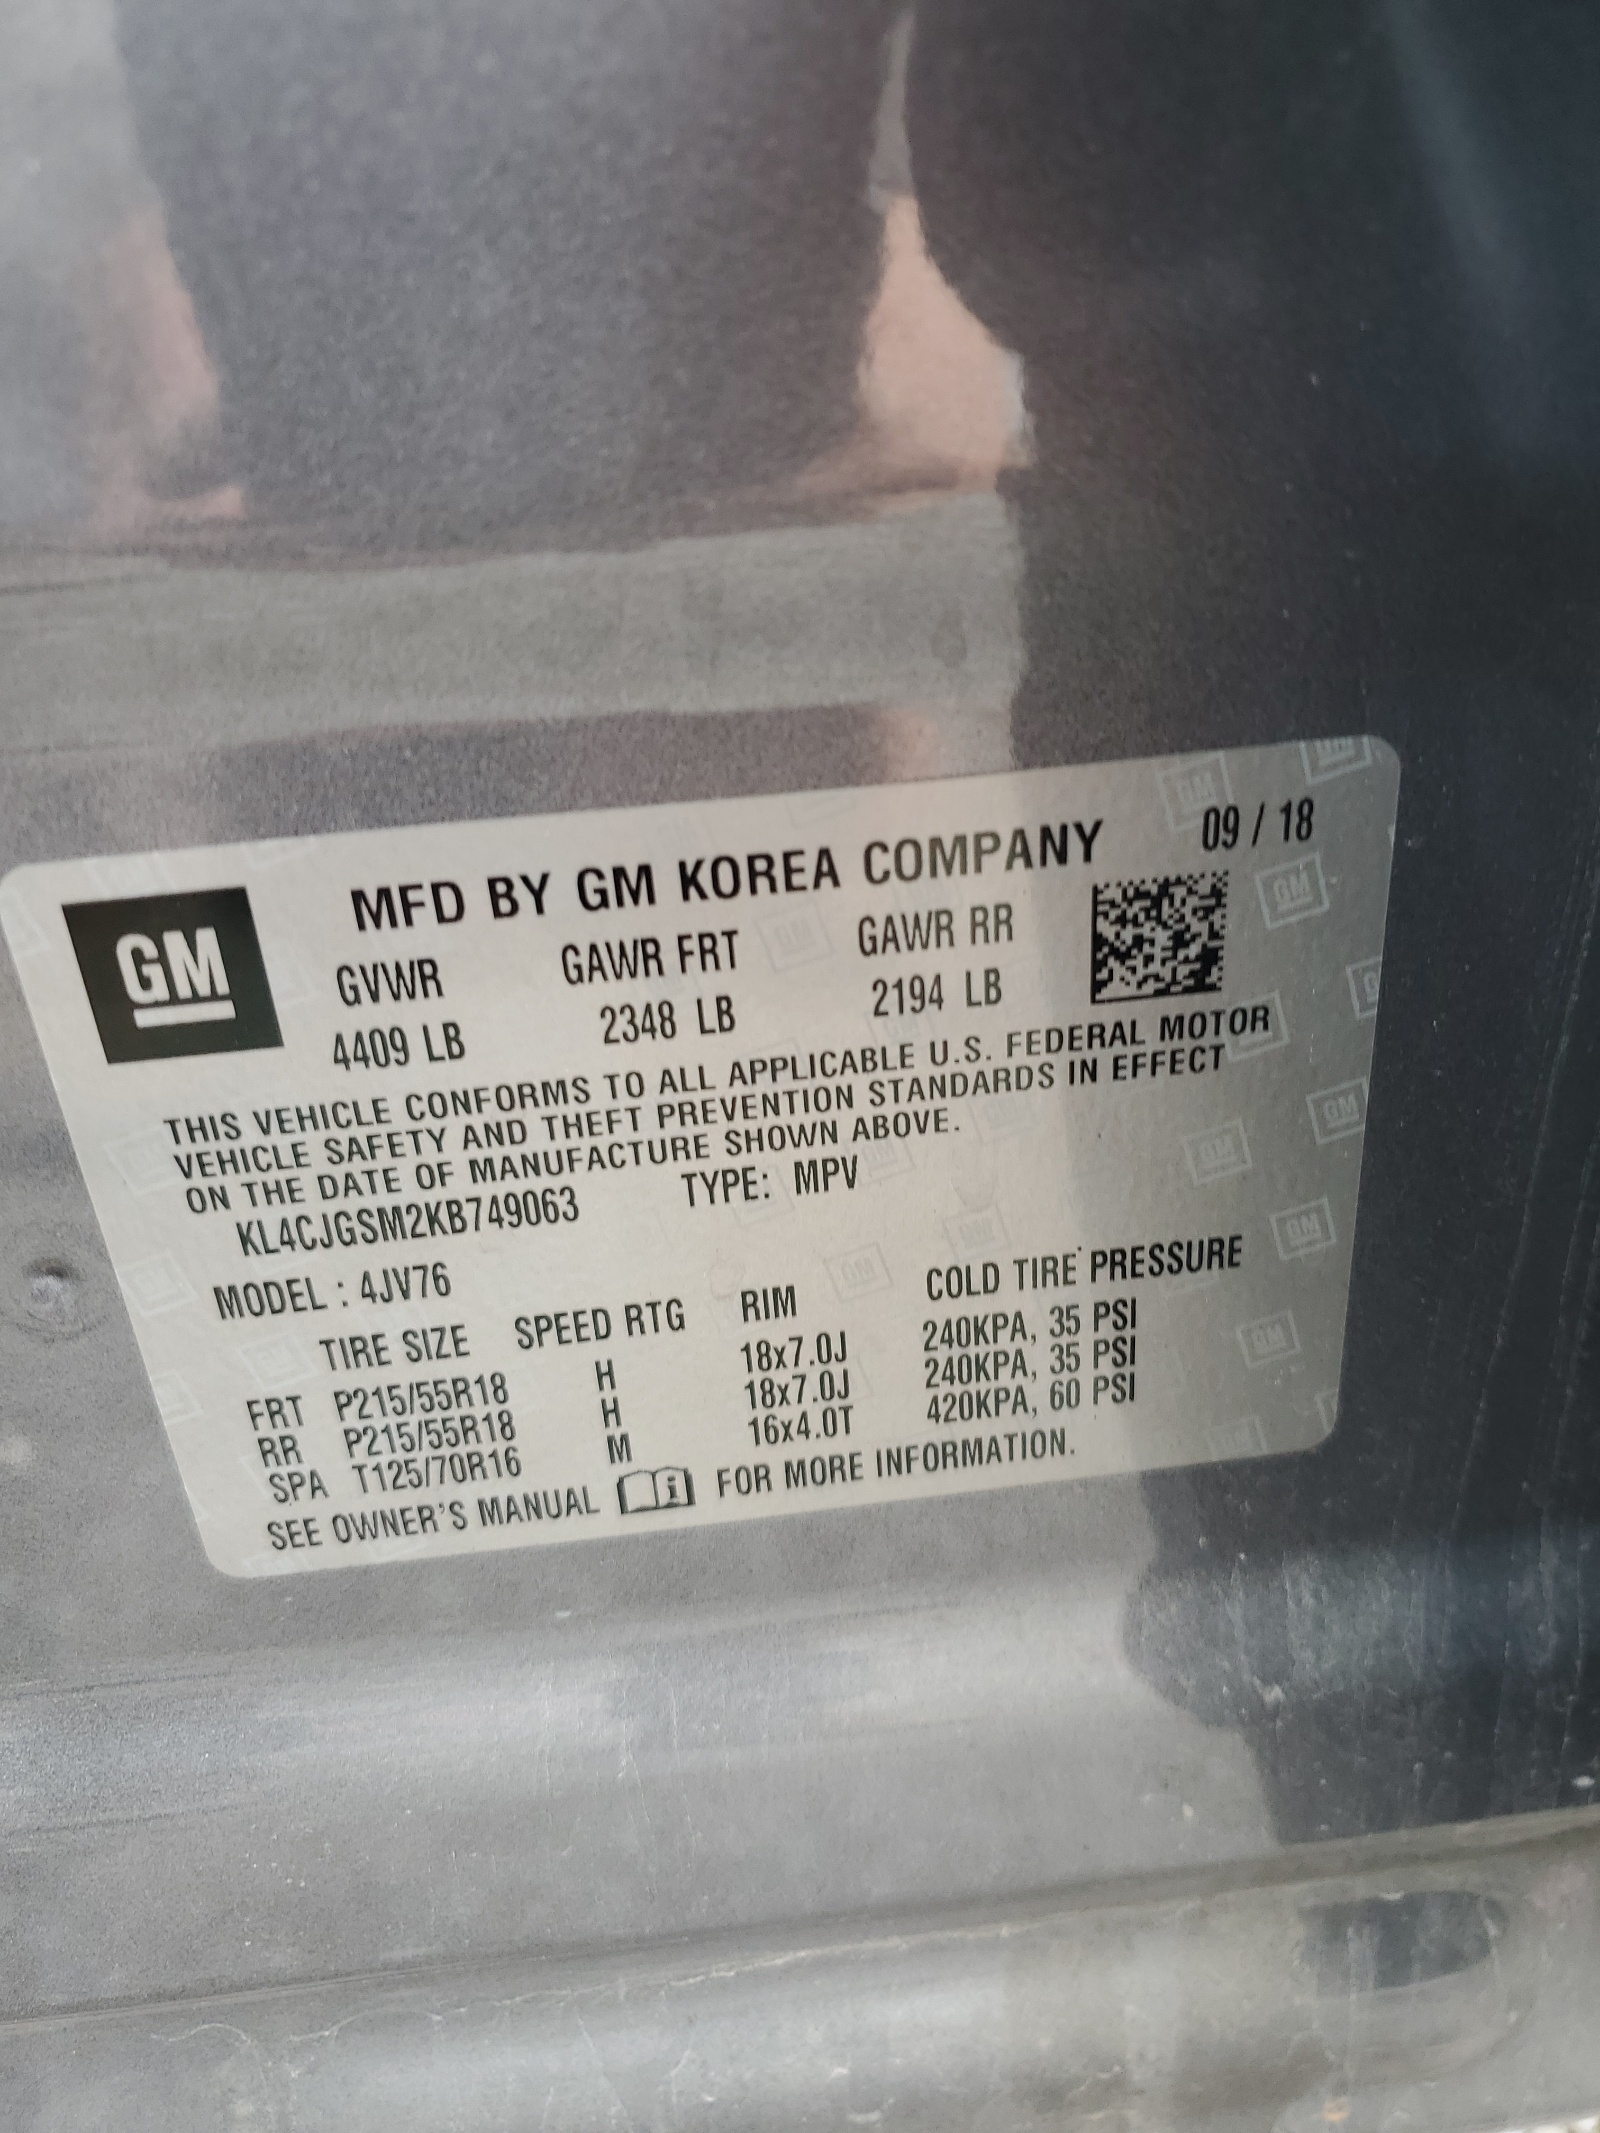 MFD BY GM KOREA COMPANY 09 / 18
GM
GVWR GAWR FRT GAWR RR
4409 LB 2348 LB 2194 LB
THIS VEHICLE CONFORMS TO ALL APPLICABLE U.S. FEDERAL MOTOR
VEHICLE SAFETY AND THEFT PREVENTION STANDARDS IN EFFECT
ON THE DATE OF MANUFACTURE SHOWN ABOVE.
KL4CJGSM2KB749063 TYPE: MPV
MODEL : 4JV76
TIRE SIZE SPEED RTG RIM COLD TIRE PRESSURE
FRT P215/55R18 H 18x7.0J 240KPA, 35 PSI
RR P215/55R18 H 18x7.0J 240KPA, 35 PSI
SPA T125/70R16 M 16x4.0T 420KPA, 60 PSI
SEE OWNER'S MANUAL i FOR MORE INFORMATION.